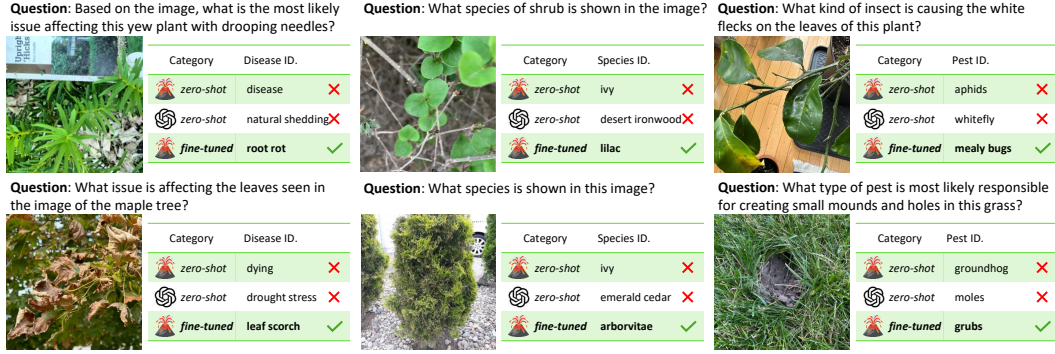 Question: Based on the image, what is the most likely
issue affecting this yew plant with drooping needles?
Upright
'Hicks
Category Disease ID.
zero-shot disease
zero-shot natural shedding
fine-tuned root rot
Question: What species of shrub is shown in the image?
Category Species ID.
zero-shot ivy
zero-shot desert ironwood
fine-tuned lilac
Question: What kind of insect is causing the white
flecks on the leaves of this plant?
Category Pest ID.
zero-shot aphids
zero-shot whitefly
fine-tuned mealy bugs
Question: What issue is affecting the leaves seen in
the image of the maple tree?
Category Disease ID.
zero-shot dying
zero-shot drought stress
fine-tuned leaf scorch
Question: What species is shown in this image?
Category Species ID.
zero-shot ivy
zero-shot emerald cedar
fine-tuned arborvitae
Question: What type of pest is most likely responsible
for creating small mounds and holes in this grass?
Category Pest ID.
zero-shot groundhog
zero-shot moles
fine-tuned grubs